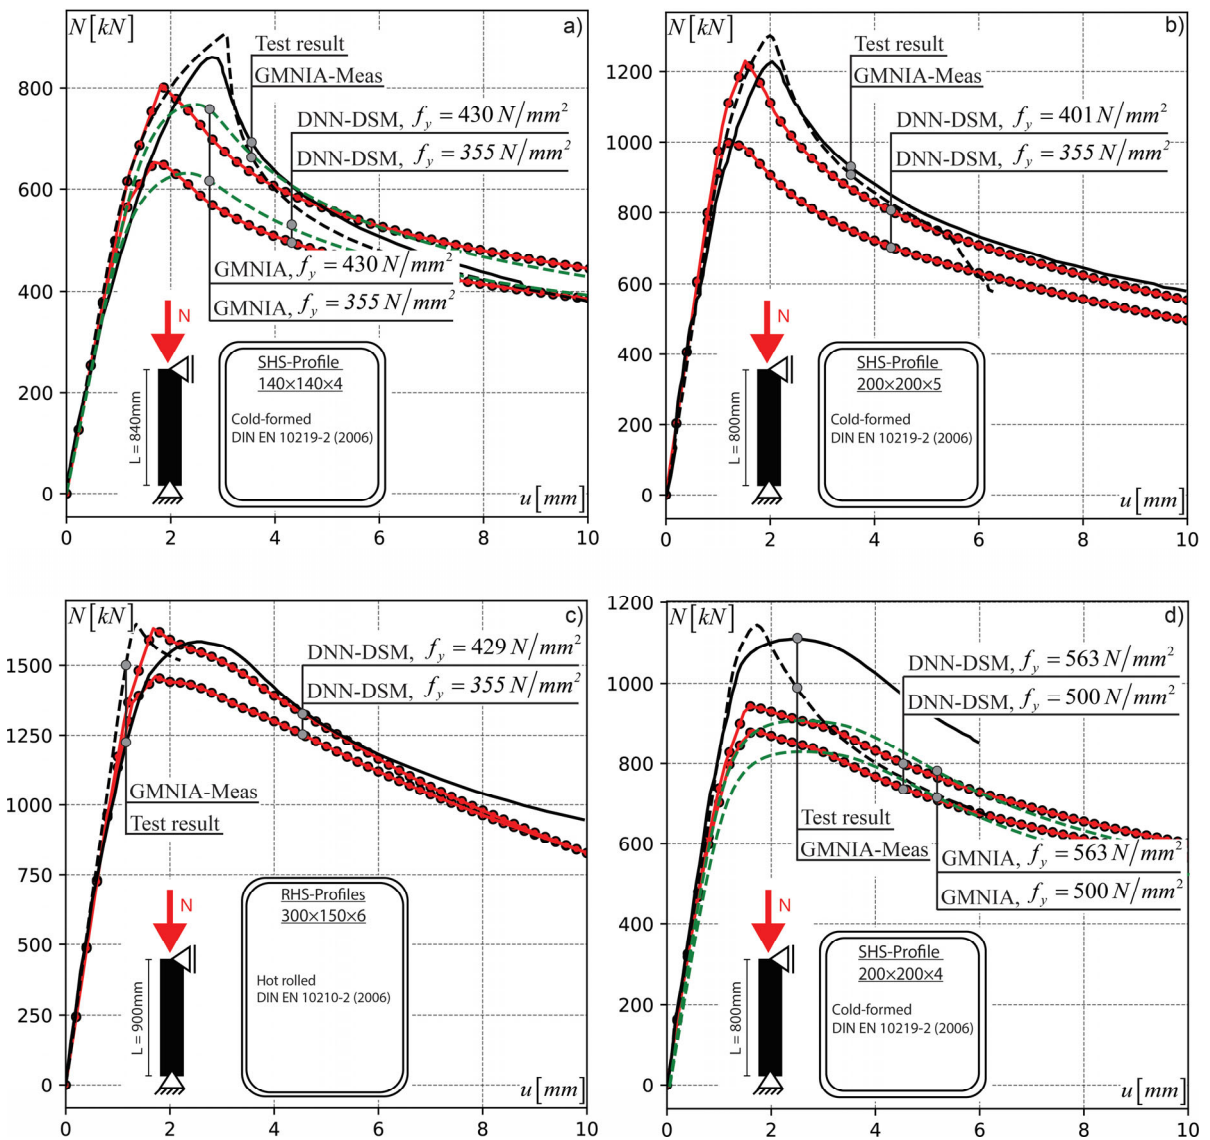 N [kN]
a)
Test result
GMNIA-Meas
DNN-DSM, f_y = 430 N/mm²
DNN-DSM, f_y = 355 N/mm²
GMNIA, f_y = 430 N/mm²
GMNIA, f_y = 355 N/mm²
800
600
400
200
0
N
L = 840mm
SHS-Profile
140×140×4
Cold-formed
DIN EN 10219-2 (2006)
u [mm]
0 2 4 6 8 10
N [kN]
b)
Test result
GMNIA-Meas
DNN-DSM, f_y = 401 N/mm²
DNN-DSM, f_y = 355 N/mm²
1200
1000
800
600
400
200
0
N
L = 800mm
SHS-Profile
200×200×5
Cold-formed
DIN EN 10219-2 (2006)
u [mm]
0 2 4 6 8 10
N [kN]
c)
DNN-DSM, f_y = 429 N/mm²
DNN-DSM, f_y = 355 N/mm²
GMNIA-Meas
Test result
1500
1250
1000
750
500
250
0
N
L = 900mm
RHS-Profiles
300×150×6
Hot rolled
DIN EN 10210-2 (2006)
u [mm]
0 2 4 6 8 10
N [kN]
d)
DNN-DSM, f_y = 563 N/mm²
DNN-DSM, f_y = 500 N/mm²
Test result
GMNIA-Meas
GMNIA, f_y = 563 N/mm²
GMNIA, f_y = 500 N/mm²
1200
1000
800
600
400
200
0
N
L = 800mm
SHS-Profile
200×200×4
Cold-formed
DIN EN 10219-2 (2006)
u [mm]
0 2 4 6 8 10